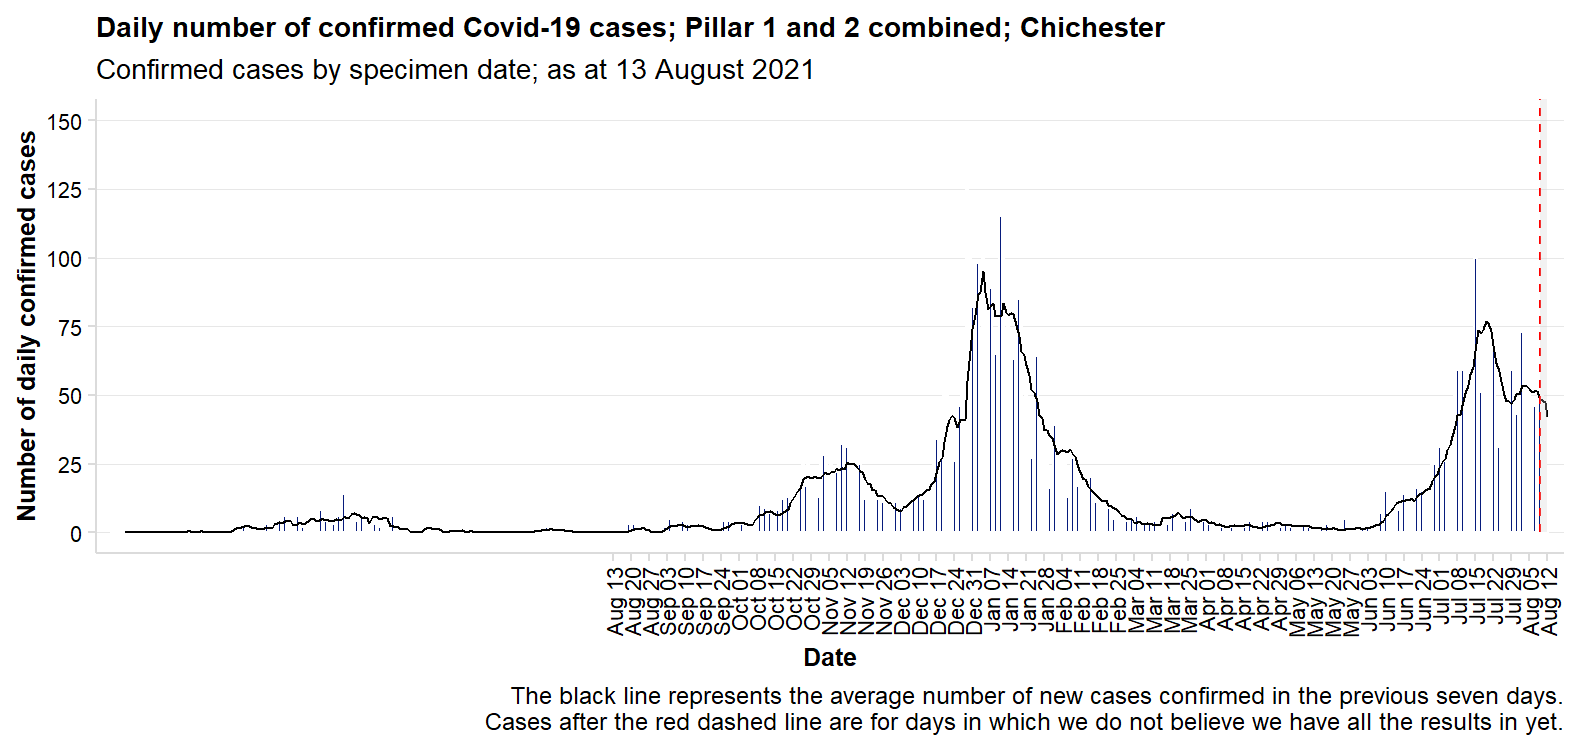 Daily number of confirmed Covid-19 cases; Pillar 1 and 2 combined; Chichester
Confirmed cases by specimen date; as at 13 August 2021
Number of daily confirmed cases
150
125
100
75
50
25
0
Aug 13
Aug 20
Aug 27
Sep 03
Sep 10
Sep 17
Sep 24
Oct 01
Oct 08
Oct 15
Oct 22
Oct 29
Nov 05
Nov 12
Nov 19
Nov 26
Dec 03
Dec 10
Dec 17
Dec 24
Dec 31
Jan 07
Jan 14
Jan 21
Jan 28
Feb 04
Feb 11
Feb 18
Feb 25
Mar 04
Mar 11
Mar 18
Mar 25
Apr 01
Apr 08
Apr 15
Apr 22
Apr 29
May 06
May 13
May 20
May 27
Jun 03
Jun 10
Jun 17
Jun 24
Jul 01
Jul 08
Jul 15
Jul 22
Jul 29
Aug 05
Aug 12
Date
The black line represents the average number of new cases confirmed in the previous seven days.
Cases after the red dashed line are for days in which we do not believe we have all the results in yet.